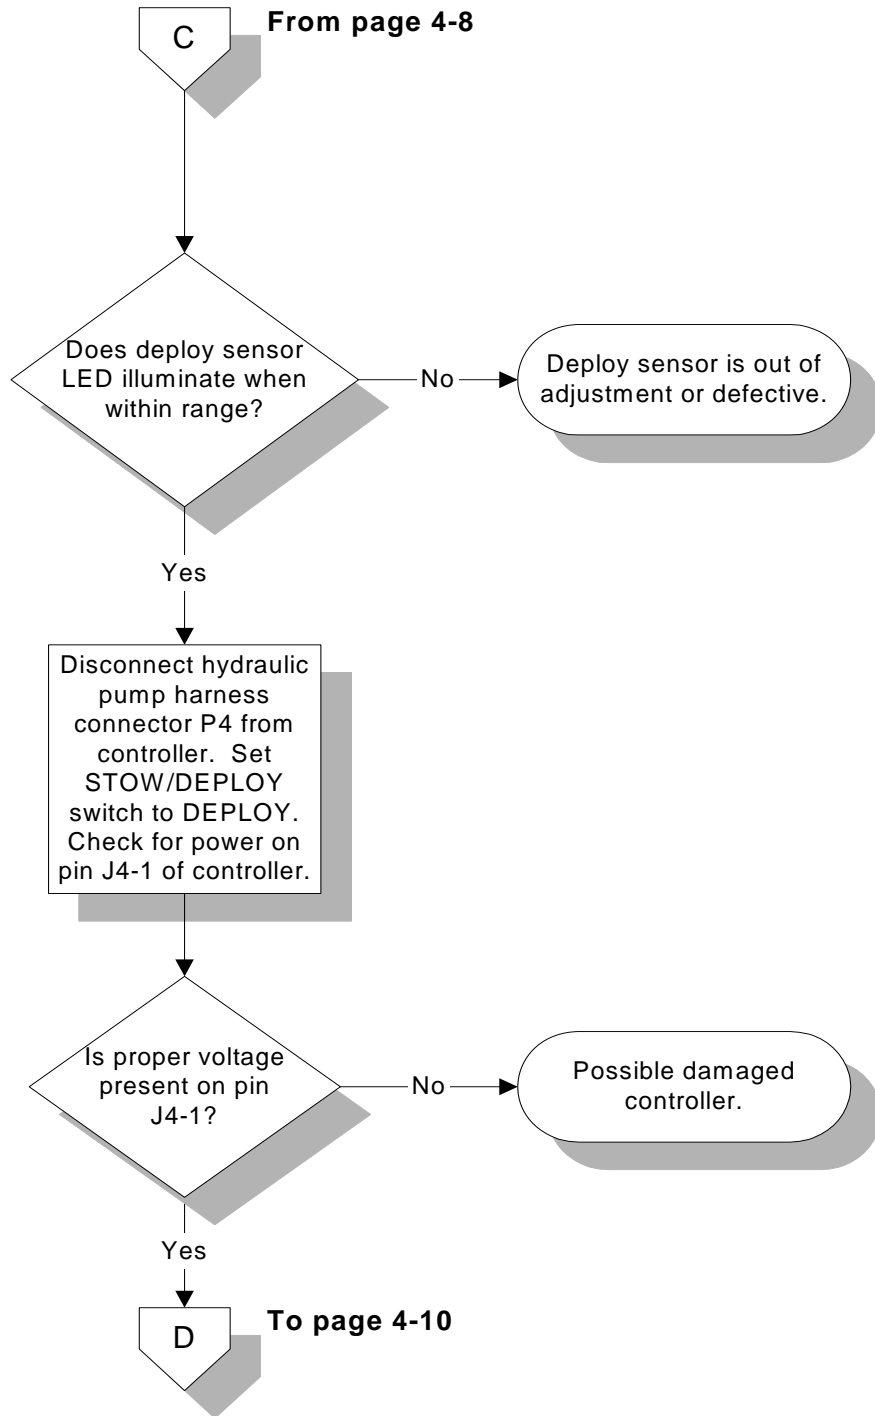 C
From page 4-8
Does deploy sensor
LED illuminate when
within range?
No
Deploy sensor is out of
adjustment or defective.
Yes
Disconnect hydraulic
pump harness
connector P4 from
controller.  Set
STOW/DEPLOY
switch to DEPLOY.
Check for power on
pin J4-1 of controller.
Is proper voltage
present on pin
J4-1?
No
Possible damaged
controller.
Yes
D
To page 4-10